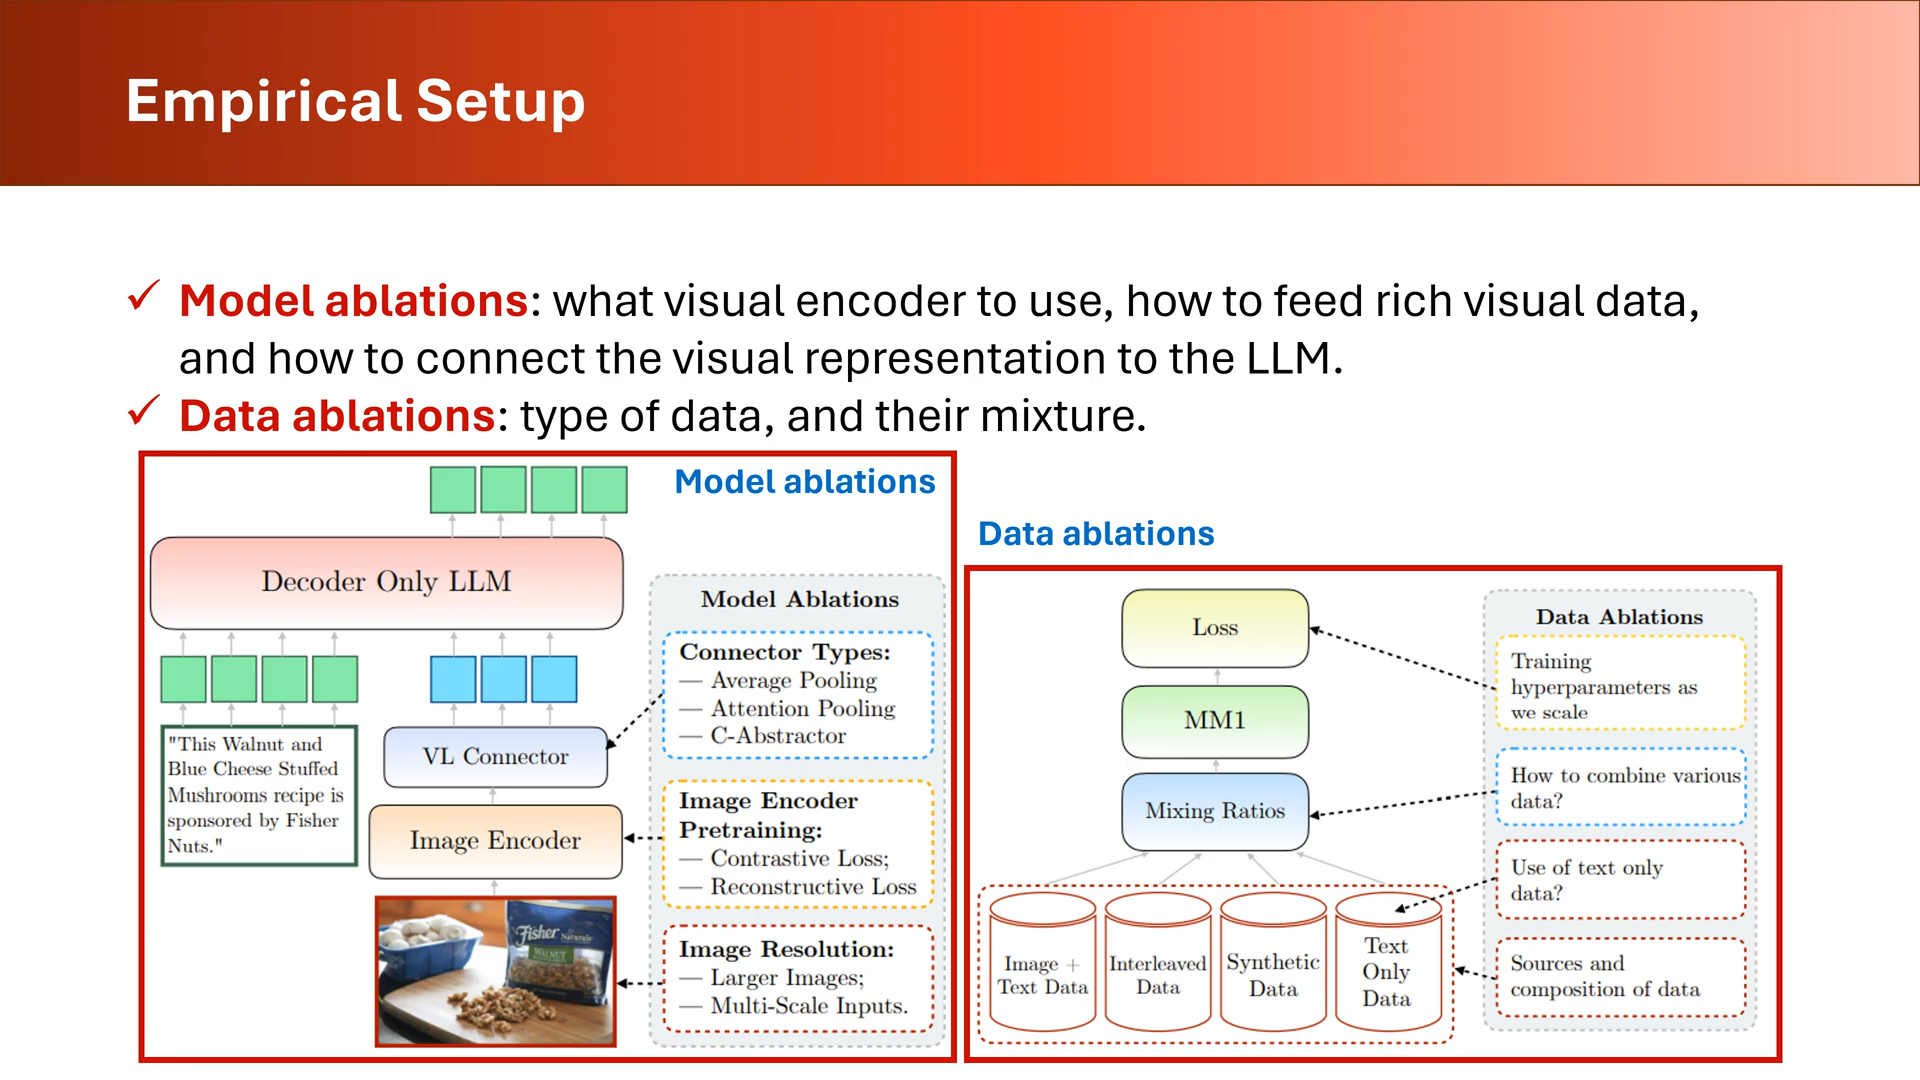 Empirical Setup
✓ Model ablations: what visual encoder to use, how to feed rich visual data,
and how to connect the visual representation to the LLM.
✓ Data ablations: type of data, and their mixture.
Model ablations
Decoder Only LLM
"This Walnut and
Blue Cheese Stuffed
Mushrooms recipe is
sponsored by Fisher
Nuts."
VL Connector
Image Encoder
Fisher
Naturals
WALNUT
Model Ablations
Connector Types:
— Average Pooling
— Attention Pooling
— C-Abstractor
Image Encoder
Pretraining:
— Contrastive Loss;
— Reconstructive Loss
Image Resolution:
— Larger Images;
— Multi-Scale Inputs.
Data ablations
Loss
MM1
Mixing Ratios
Image +
Text Data
Interleaved
Data
Synthetic
Data
Text
Only
Data
Data Ablations
Training
hyperparameters as
we scale
How to combine various
data?
Use of text only
data?
Sources and
composition of data